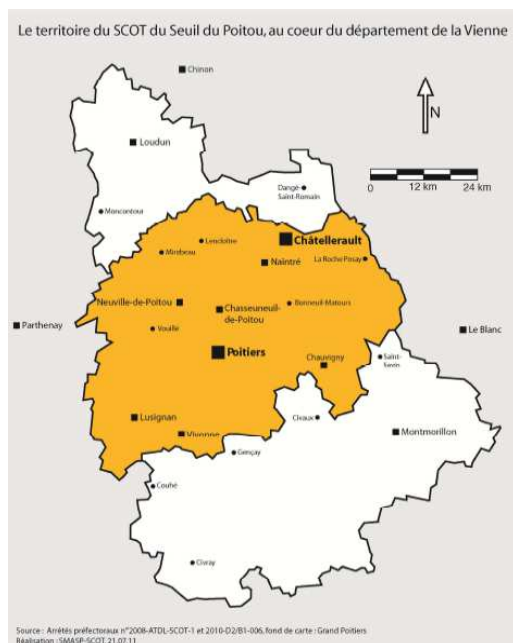 Le territoire du SCOT du Seuil du Poitou, au coeur du département de la Vienne
Chinon
N
Loudun
0 12 km 24 km
Dangé
Saint-Romain
Moncontour
Lencloître
Châtellerault
Mirebeau
Naintré
La Roche Posay
Neuville-de-Poitou
Bonneuil-Matours
Chasseuneuil-
de-Poitou
Parthenay
Vouillé
Le Blanc
Poitiers
Chauvigny
Saint-
Savin
Lusignan
Civaux
Vivonne
Montmorillon
Gençay
Couhé
Civray
Source : Arrêtés préfectoraux n°2008-ATDL-SCOT-1 et 2010-D2/B1-006, fond de carte : Grand Poitiers
Réalisation : SMASP-SCOT, 21.07.11